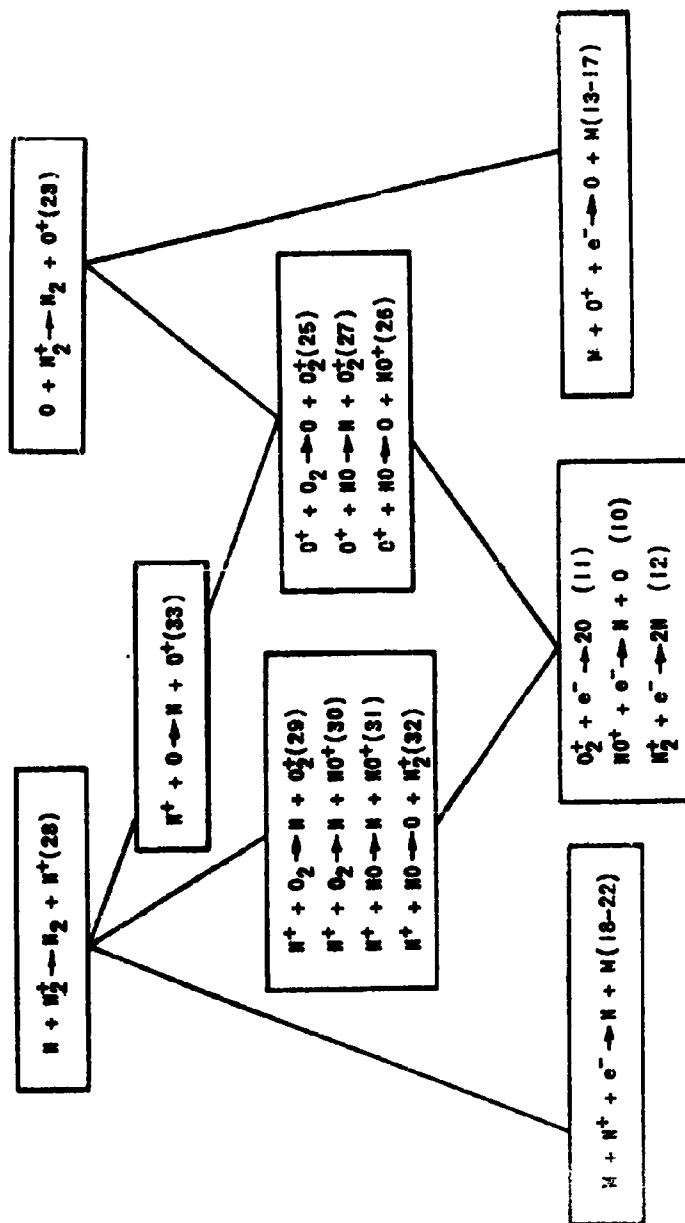 N + N₂⁺ → N₂ + N⁺(28)
O + N₂⁺ → N₂ + O⁺(23)
N⁺ + O → N + O⁺(33)
N⁺ + O₂ → N + O₂⁺(29)
N⁺ + O₂ → N + NO⁺(30)
N⁺ + NO → N + NO⁺(31)
N⁺ + NO → O + N₂⁺(32)
O⁺ + O₂ → O + O₂⁺(25)
O⁺ + NO → N + O₂⁺(27)
O⁺ + NO → O + NO⁺(26)
M + N⁺ + e⁻ → N + M(18-22)
O₂⁺ + e⁻ → 2O (11)
NO⁺ + e⁻ → N + O (10)
N₂⁺ + e⁻ → 2N (12)
M + O⁺ + e⁻ → O + M(13-17)